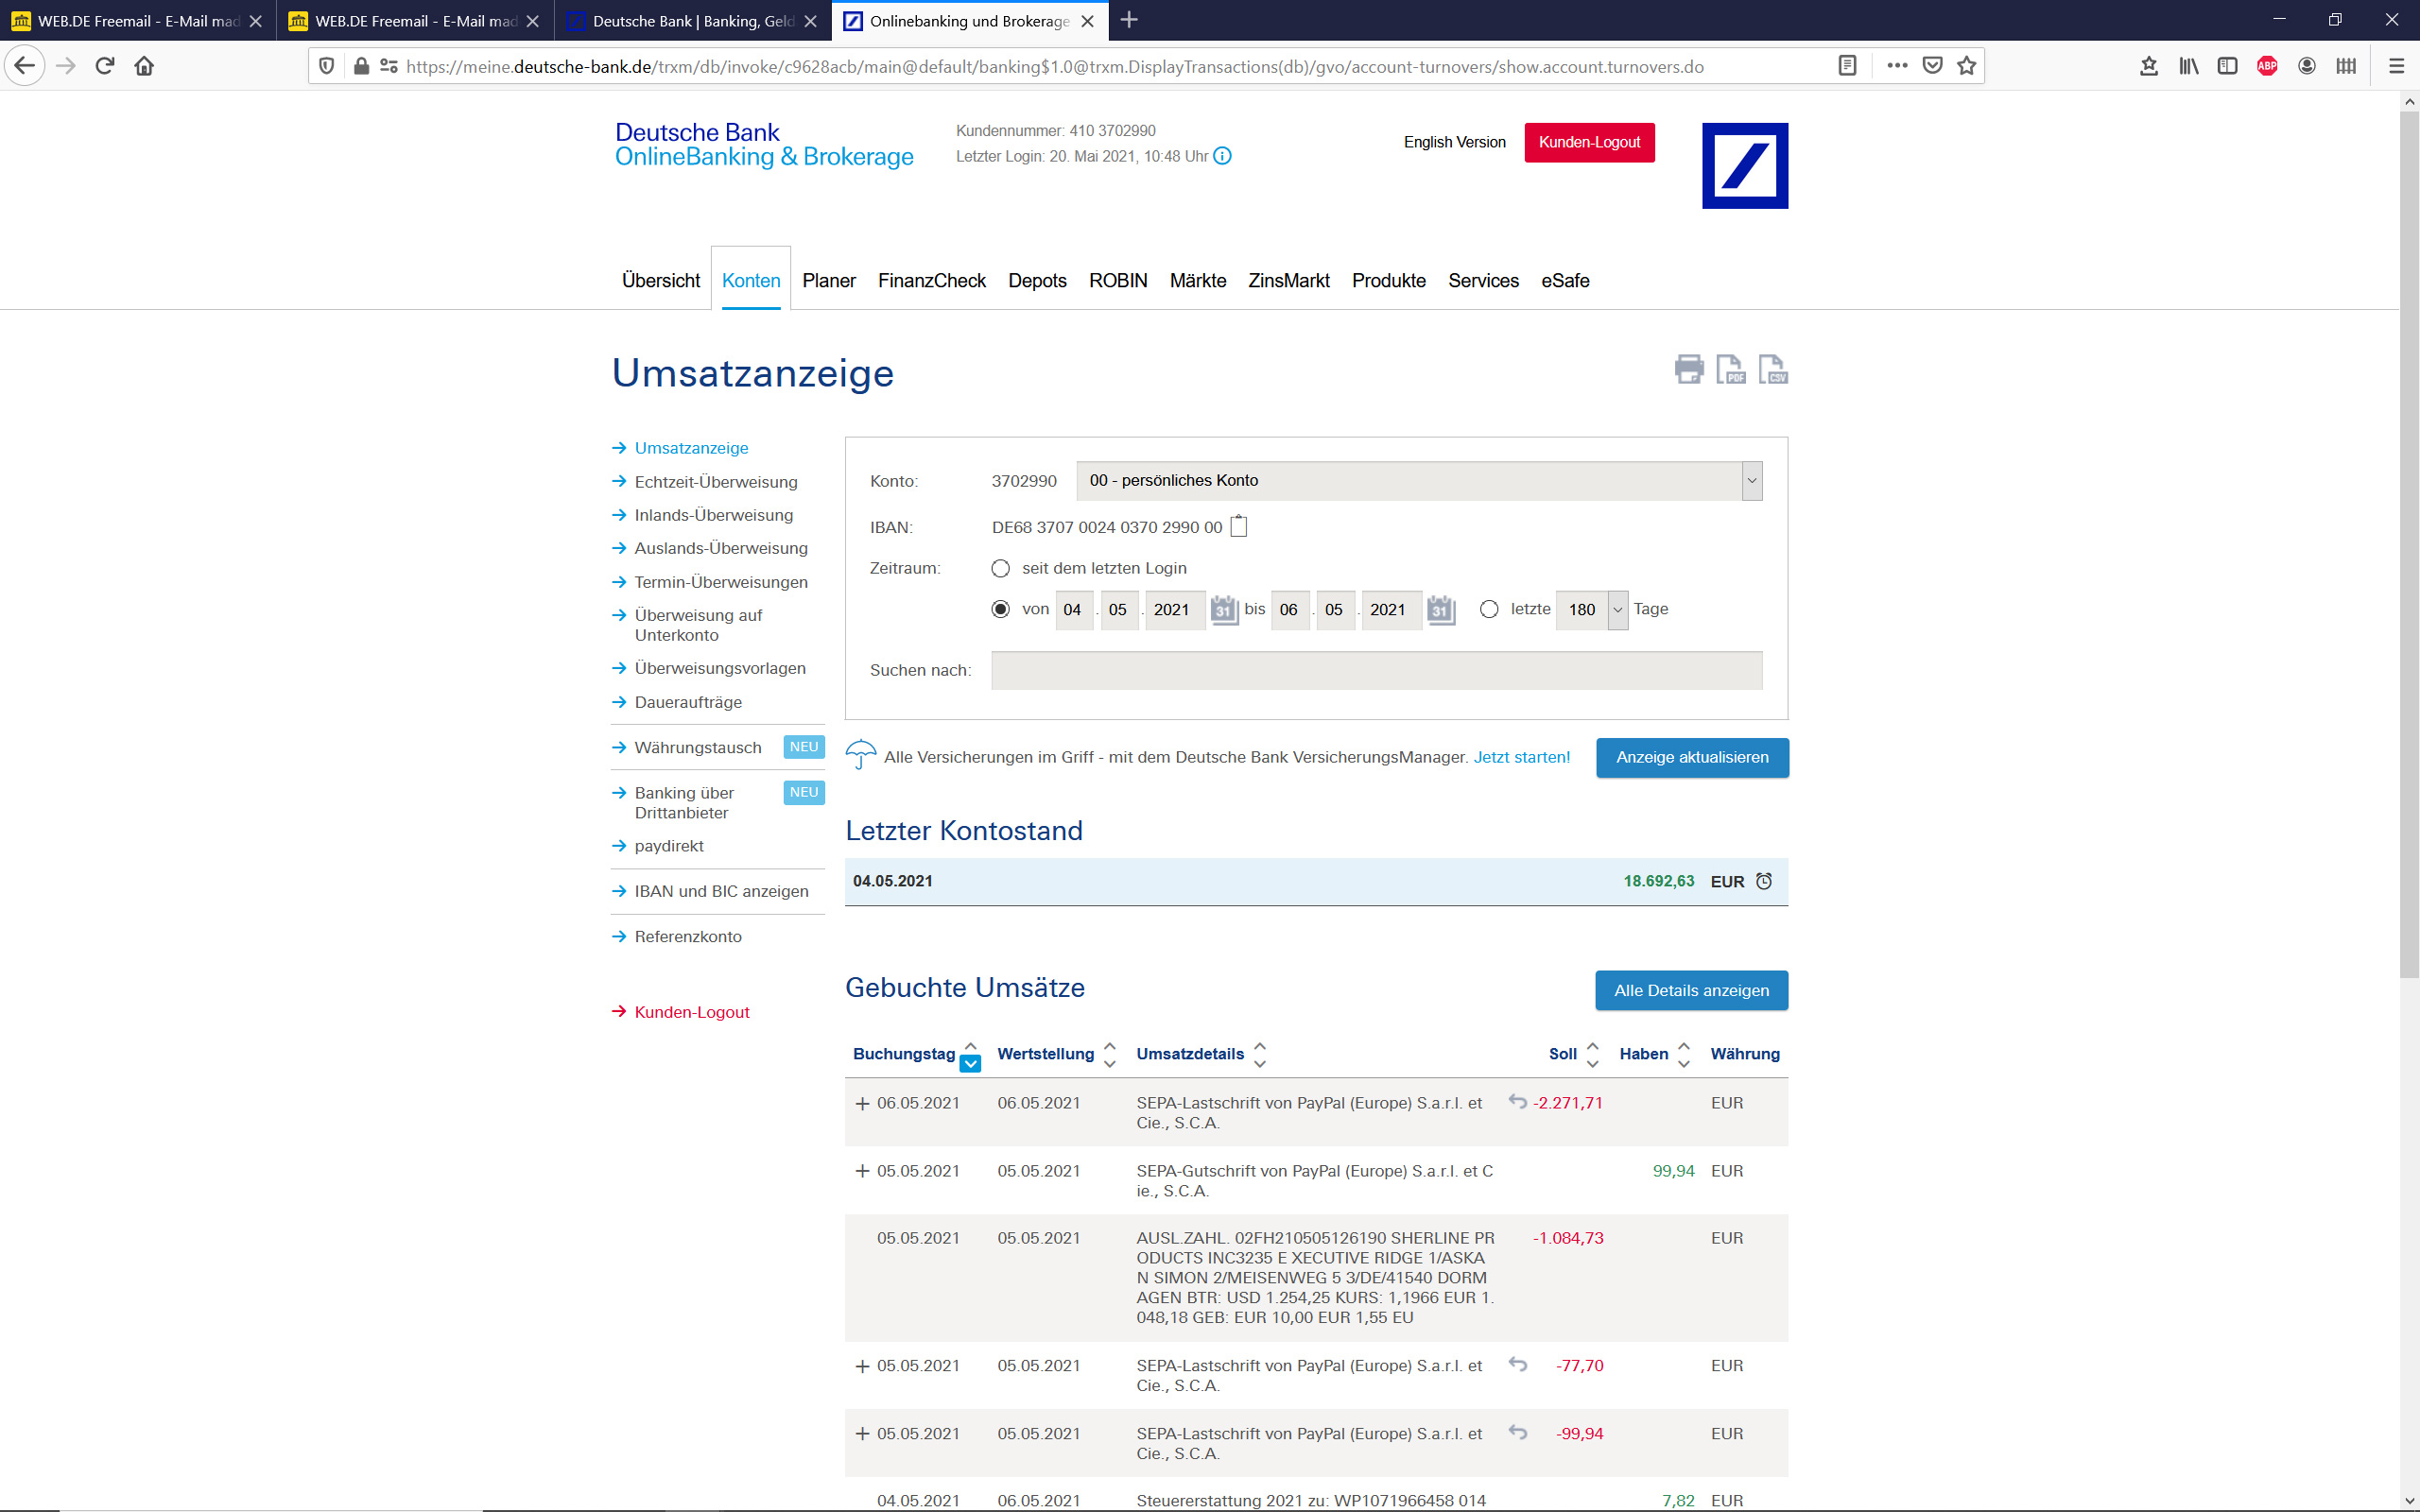 WEB.DE Freemail - E-Mail mad
WEB.DE Freemail - E-Mail mad
Deutsche Bank | Banking, Geld
Onlinebanking und Brokerage
https://meine.deutsche-bank.de/trxm/db/invoke/c9628acb/main@default/banking$1.0@trxm.DisplayTransactions(db)/gvo/account-turnovers/show.account.turnovers.do
ABP
Deutsche Bank
OnlineBanking & Brokerage
Kundennummer: 410 3702990
Letzter Login: 20. Mai 2021, 10:48 Uhr
English Version
Kunden-Logout
Übersicht Konten Planer FinanzCheck Depots ROBIN Märkte ZinsMarkt Produkte Services eSafe
Umsatzanzeige
PDF CSV
Umsatzanzeige
Echtzeit-Überweisung
Inlands-Überweisung
Auslands-Überweisung
Termin-Überweisungen
Überweisung auf
Unterkonto
Überweisungsvorlagen
Daueraufträge
Währungstausch NEU
Banking über NEU
Drittanbieter
paydirekt
IBAN und BIC anzeigen
Referenzkonto
Kunden-Logout
Konto: 3702990 00 - persönliches Konto
IBAN: DE68 3707 0024 0370 2990 00
Zeitraum: seit dem letzten Login
von 04 . 05 . 2021 31 bis 06 . 05 . 2021 31 letzte 180 Tage
Suchen nach:
Alle Versicherungen im Griff - mit dem Deutsche Bank VersicherungsManager. Jetzt starten!
Anzeige aktualisieren
Letzter Kontostand
04.05.2021 18.692,63 EUR
Gebuchte Umsätze
Alle Details anzeigen
Buchungstag Wertstellung Umsatzdetails Soll Haben Währung
06.05.2021 06.05.2021 SEPA-Lastschrift von PayPal (Europe) S.a.r.l. et -2.271,71 EUR
Cie., S.C.A.
05.05.2021 05.05.2021 SEPA-Gutschrift von PayPal (Europe) S.a.r.l. et C 99,94 EUR
ie., S.C.A.
05.05.2021 05.05.2021 AUSL.ZAHL. 02FH210505126190 SHERLINE PR -1.084,73 EUR
ODUCTS INC3235 E XECUTIVE RIDGE 1/ASKA
N SIMON 2/MEISENWEG 5 3/DE/41540 DORM
AGEN BTR: USD 1.254,25 KURS: 1,1966 EUR 1.
048,18 GEB: EUR 10,00 EUR 1,55 EU
05.05.2021 05.05.2021 SEPA-Lastschrift von PayPal (Europe) S.a.r.l. et -77,70 EUR
Cie., S.C.A.
05.05.2021 05.05.2021 SEPA-Lastschrift von PayPal (Europe) S.a.r.l. et -99,94 EUR
Cie., S.C.A.
04.05.2021 06.05.2021 Steuererstattung 2021 zu: WP1071966458 014 7,82 EUR